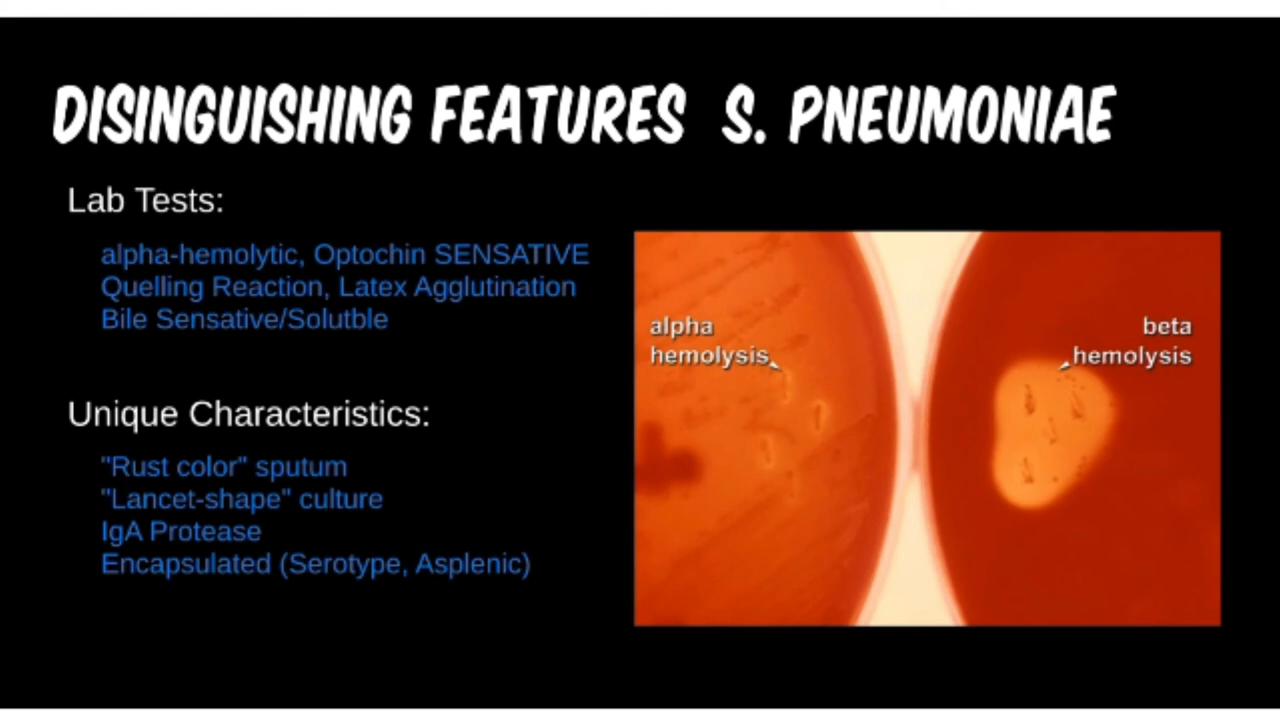 DISINGUISHING FEATURES S. PNEUMONIAE
Lab Tests:
alpha-hemolytic, Optochin SENSATIVE
Quelling Reaction, Latex Agglutination
Bile Sensative/Solutble
Unique Characteristics:
"Rust color" sputum
"Lancet-shape" culture
IgA Protease
Encapsulated (Serotype, Asplenic)
alpha
hemolysis
beta
hemolysis